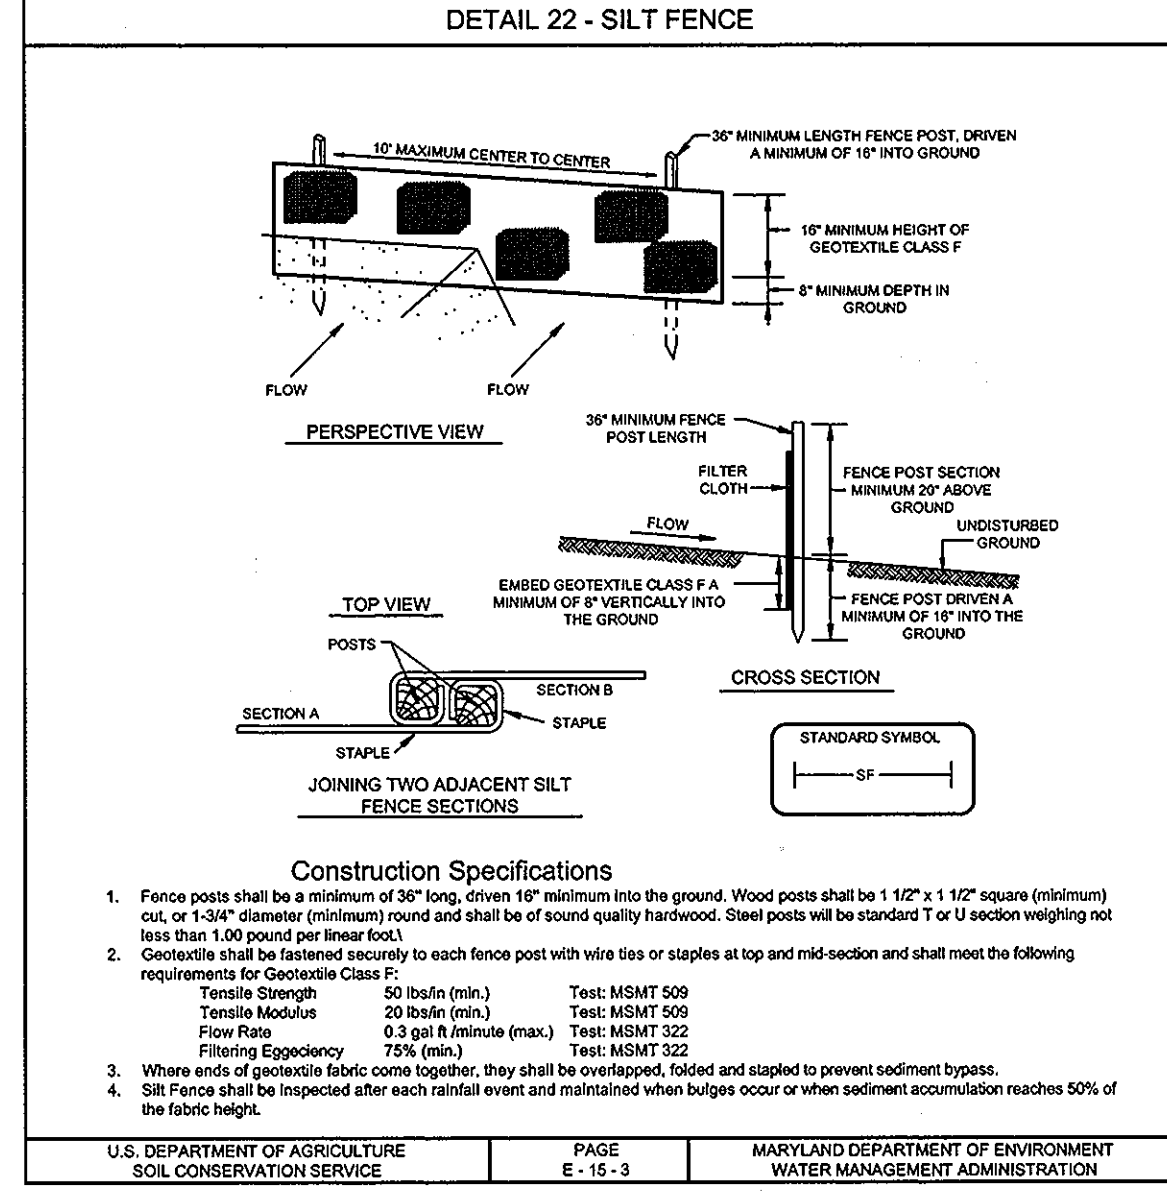 DETAIL 22 - SILT FENCE
10' MAXIMUM CENTER TO CENTER
36" MINIMUM LENGTH FENCE POST, DRIVEN
A MINIMUM OF 16" INTO GROUND
16" MINIMUM HEIGHT OF
GEOTEXTILE CLASS F
8" MINIMUM DEPTH IN
GROUND
FLOW
FLOW
PERSPECTIVE VIEW
36" MINIMUM FENCE
POST LENGTH
FILTER
CLOTH
FENCE POST SECTION
MINIMUM 20" ABOVE
GROUND
FLOW
UNDISTURBED
GROUND
EMBED GEOTEXTILE CLASS F A
MINIMUM OF 8" VERTICALLY INTO
THE GROUND
FENCE POST DRIVEN A
MINIMUM OF 16" INTO THE
GROUND
CROSS SECTION
TOP VIEW
POSTS
SECTION B
SECTION A
STAPLE
STAPLE
JOINING TWO ADJACENT SILT
FENCE SECTIONS
STANDARD SYMBOL
SF
Construction Specifications
1. Fence posts shall be a minimum of 36" long, driven 16" minimum into the ground. Wood posts shall be 1 1/2" x 1 1/2" square (minimum)
cut, or 1-3/4" diameter (minimum) round and shall be of sound quality hardwood. Steel posts will be standard T or U section weighing not
less than 1.00 pound per linear foot.\
2. Geotextile shall be fastened securely to each fence post with wire ties or staples at top and mid-section and shall meet the following
requirements for Geotextile Class F:
Tensile Strength 50 lbs/in (min.) Test: MSMT 509
Tensile Modulus 20 lbs/in (min.) Test: MSMT 509
Flow Rate 0.3 gal ft /minute (max.) Test: MSMT 322
Filtering Eggeciency 75% (min.) Test: MSMT 322
3. Where ends of geotextile fabric come together, they shall be overlapped, folded and stapled to prevent sediment bypass.
4. Silt Fence shall be Inspected after each rainfall event and maintained when bulges occur or when sediment accumulation reaches 50% of
the fabric height.
U.S. DEPARTMENT OF AGRICULTURE
SOIL CONSERVATION SERVICE
PAGE
E - 15 - 3
MARYLAND DEPARTMENT OF ENVIRONMENT
WATER MANAGEMENT ADMINISTRATION